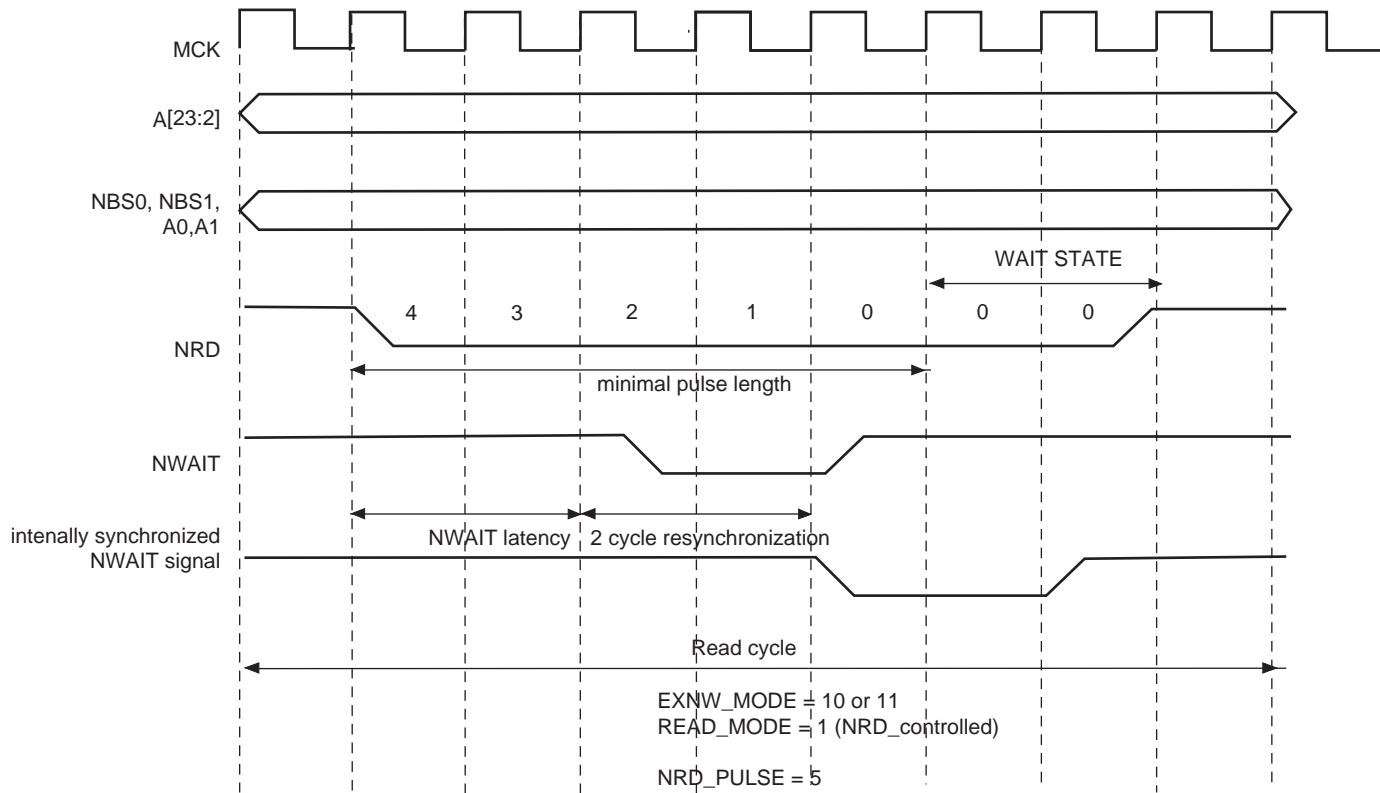 MCK
A[23:2]
NBS0, NBS1,
A0,A1
WAIT STATE
4 3 2 1 0 0 0
NRD
minimal pulse length
NWAIT
NWAIT latency 2 cycle resynchronization
intenally synchronized
NWAIT signal
Read cycle
EXNW_MODE = 10 or 11
READ_MODE = 1 (NRD_controlled)
NRD_PULSE = 5